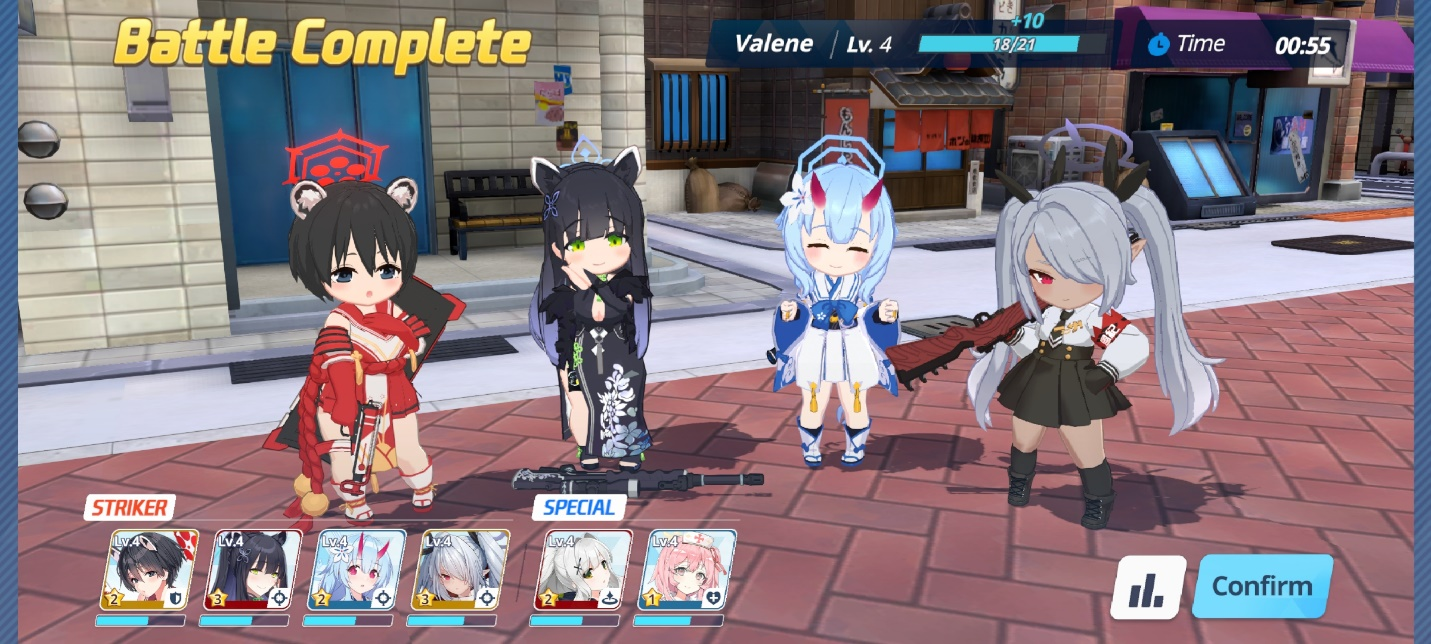 Battle Complete
Valene / Lv. 4
+10
18/21
Time 00:55
STRIKER
SPECIAL
Lv.4
Lv.4
Lv.4
Lv.4
Lv.4
Lv.4
2
3
2
3
2
1
Confirm